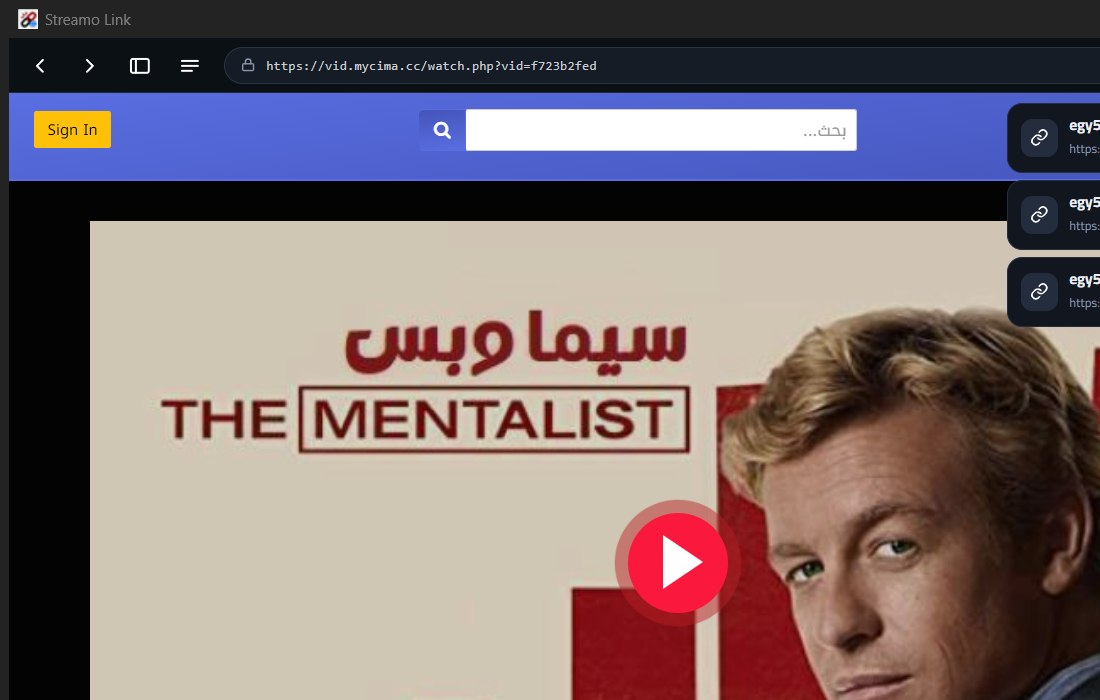 Streamo Link
https://vid.mycima.cc/watch.php?vid=f723b2fed
Sign In
بحث...
egy5
https:
egy5
https:
egy5
https:
سيما وبس
THE MENTALIST